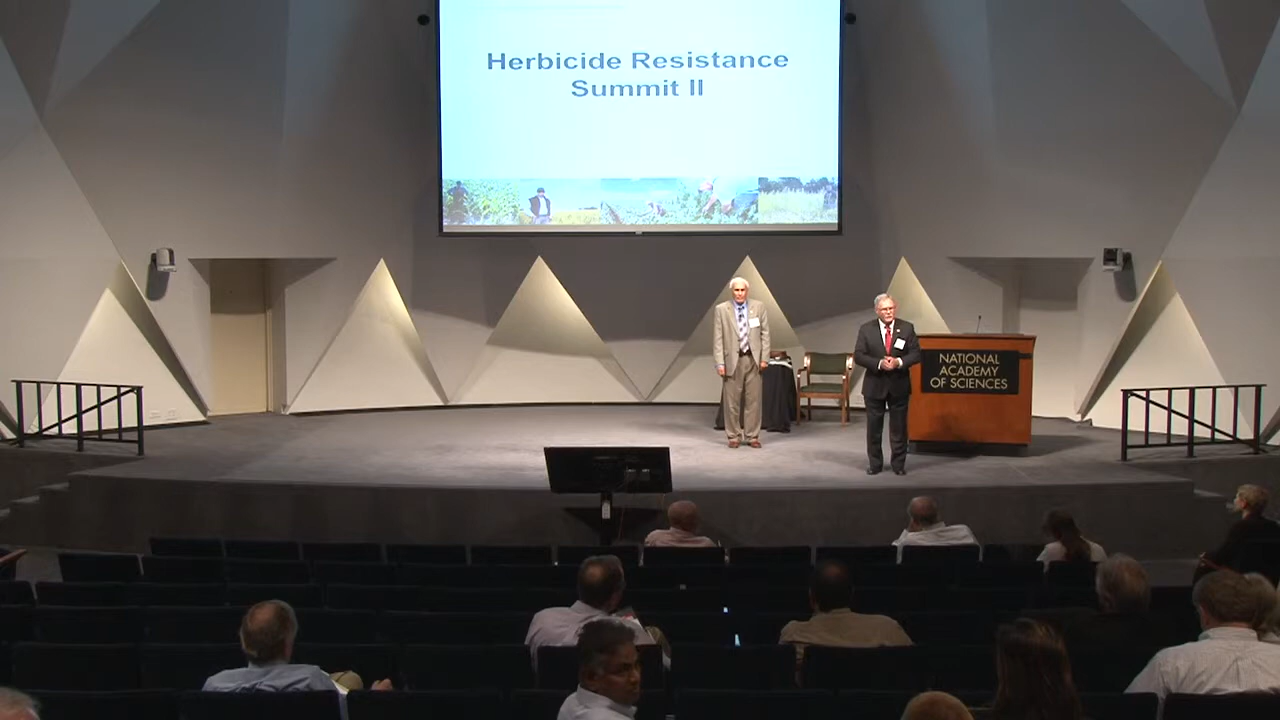 Herbicide Resistance
Summit II
NATIONAL
ACADEMY
OF SCIENCES